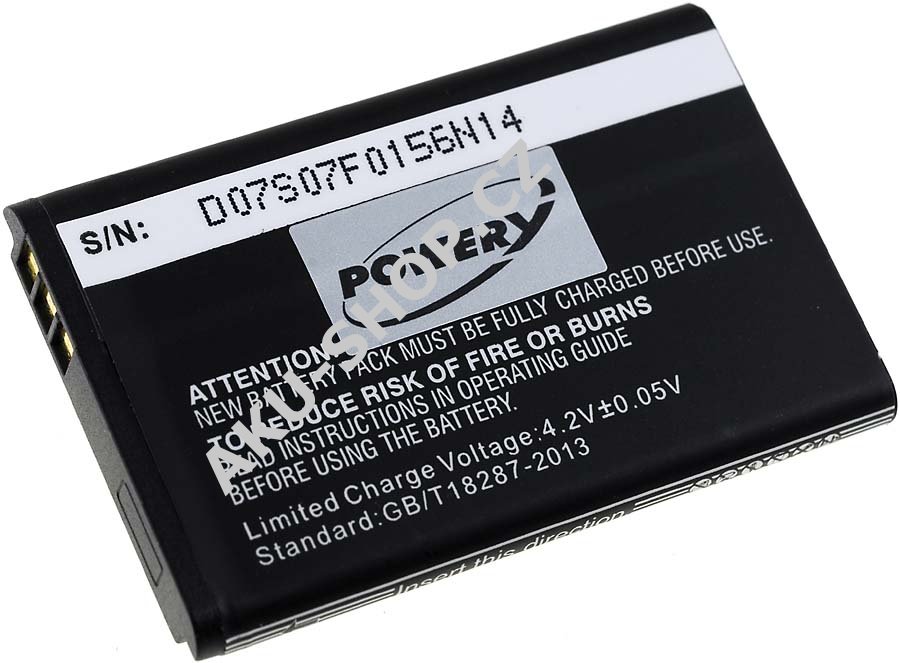 S/N: D07S07F0156N14
POWERY
ATTENTION:
NEW BATTERY PACK MUST BE FULLY CHARGED BEFORE USE.
TO REDUCE RISK OF FIRE OR BURNS
READ INSTRUCTIONS IN OPERATING GUIDE
BEFORE USING THE BATTERY.
Limited Charge Voltage:4.2V±0.05V
Standard:GB/T18287-2013
Insert this direction
AKU-SHOP.CZ